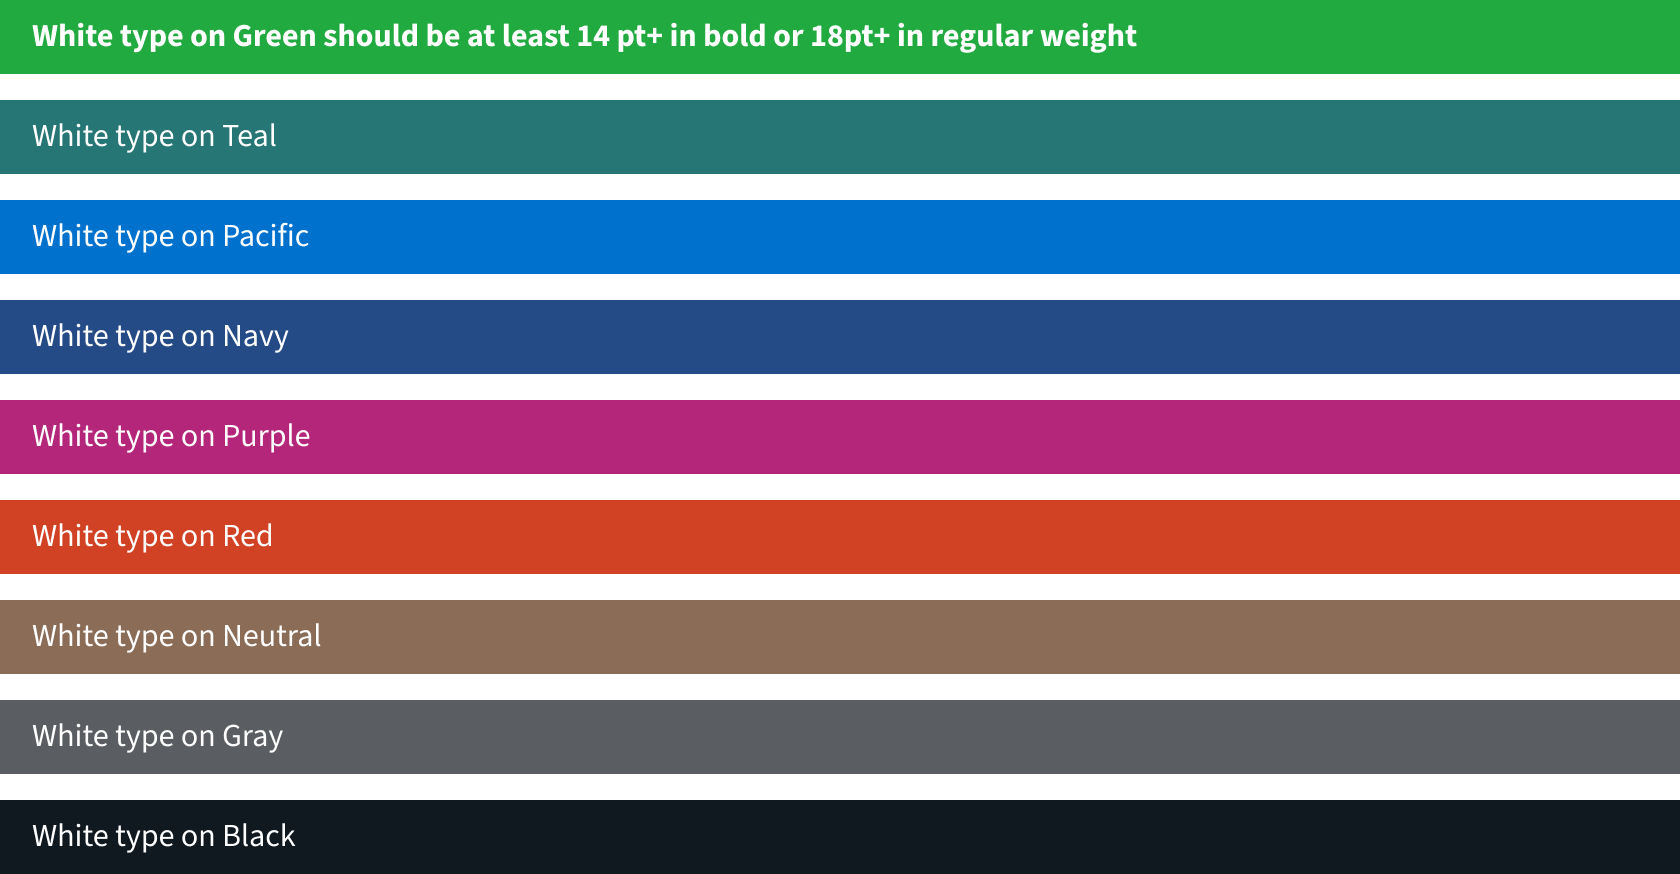 White type on Green should be at least 14 pt+ in bold or 18pt+ in regular weight
White type on Teal
White type on Pacific
White type on Navy
White type on Purple
White type on Red
White type on Neutral
White type on Gray
White type on Black